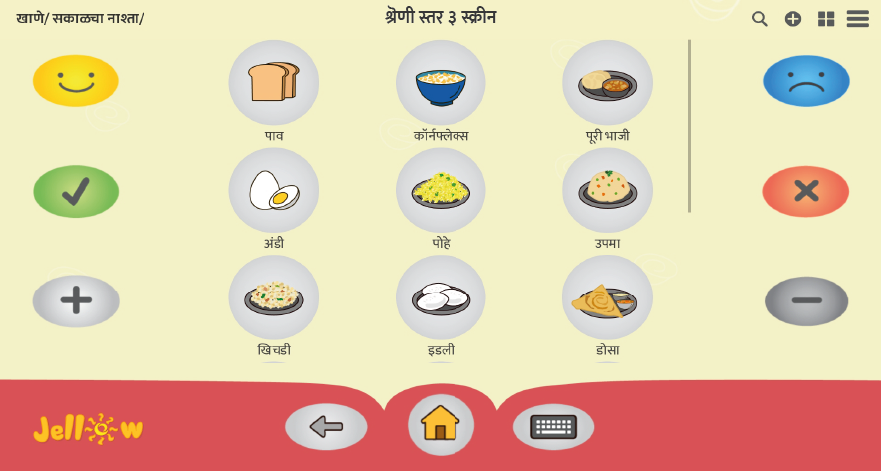 खाणे/ सकाळचा नाश्ता/
श्रेणी स्तर ३ स्क्रीन
पाव
कॉर्नफ्लेक्स
पूरी भाजी
अंडी
पोहे
उपमा
खिचडी
इडली
डोसा
Jellow